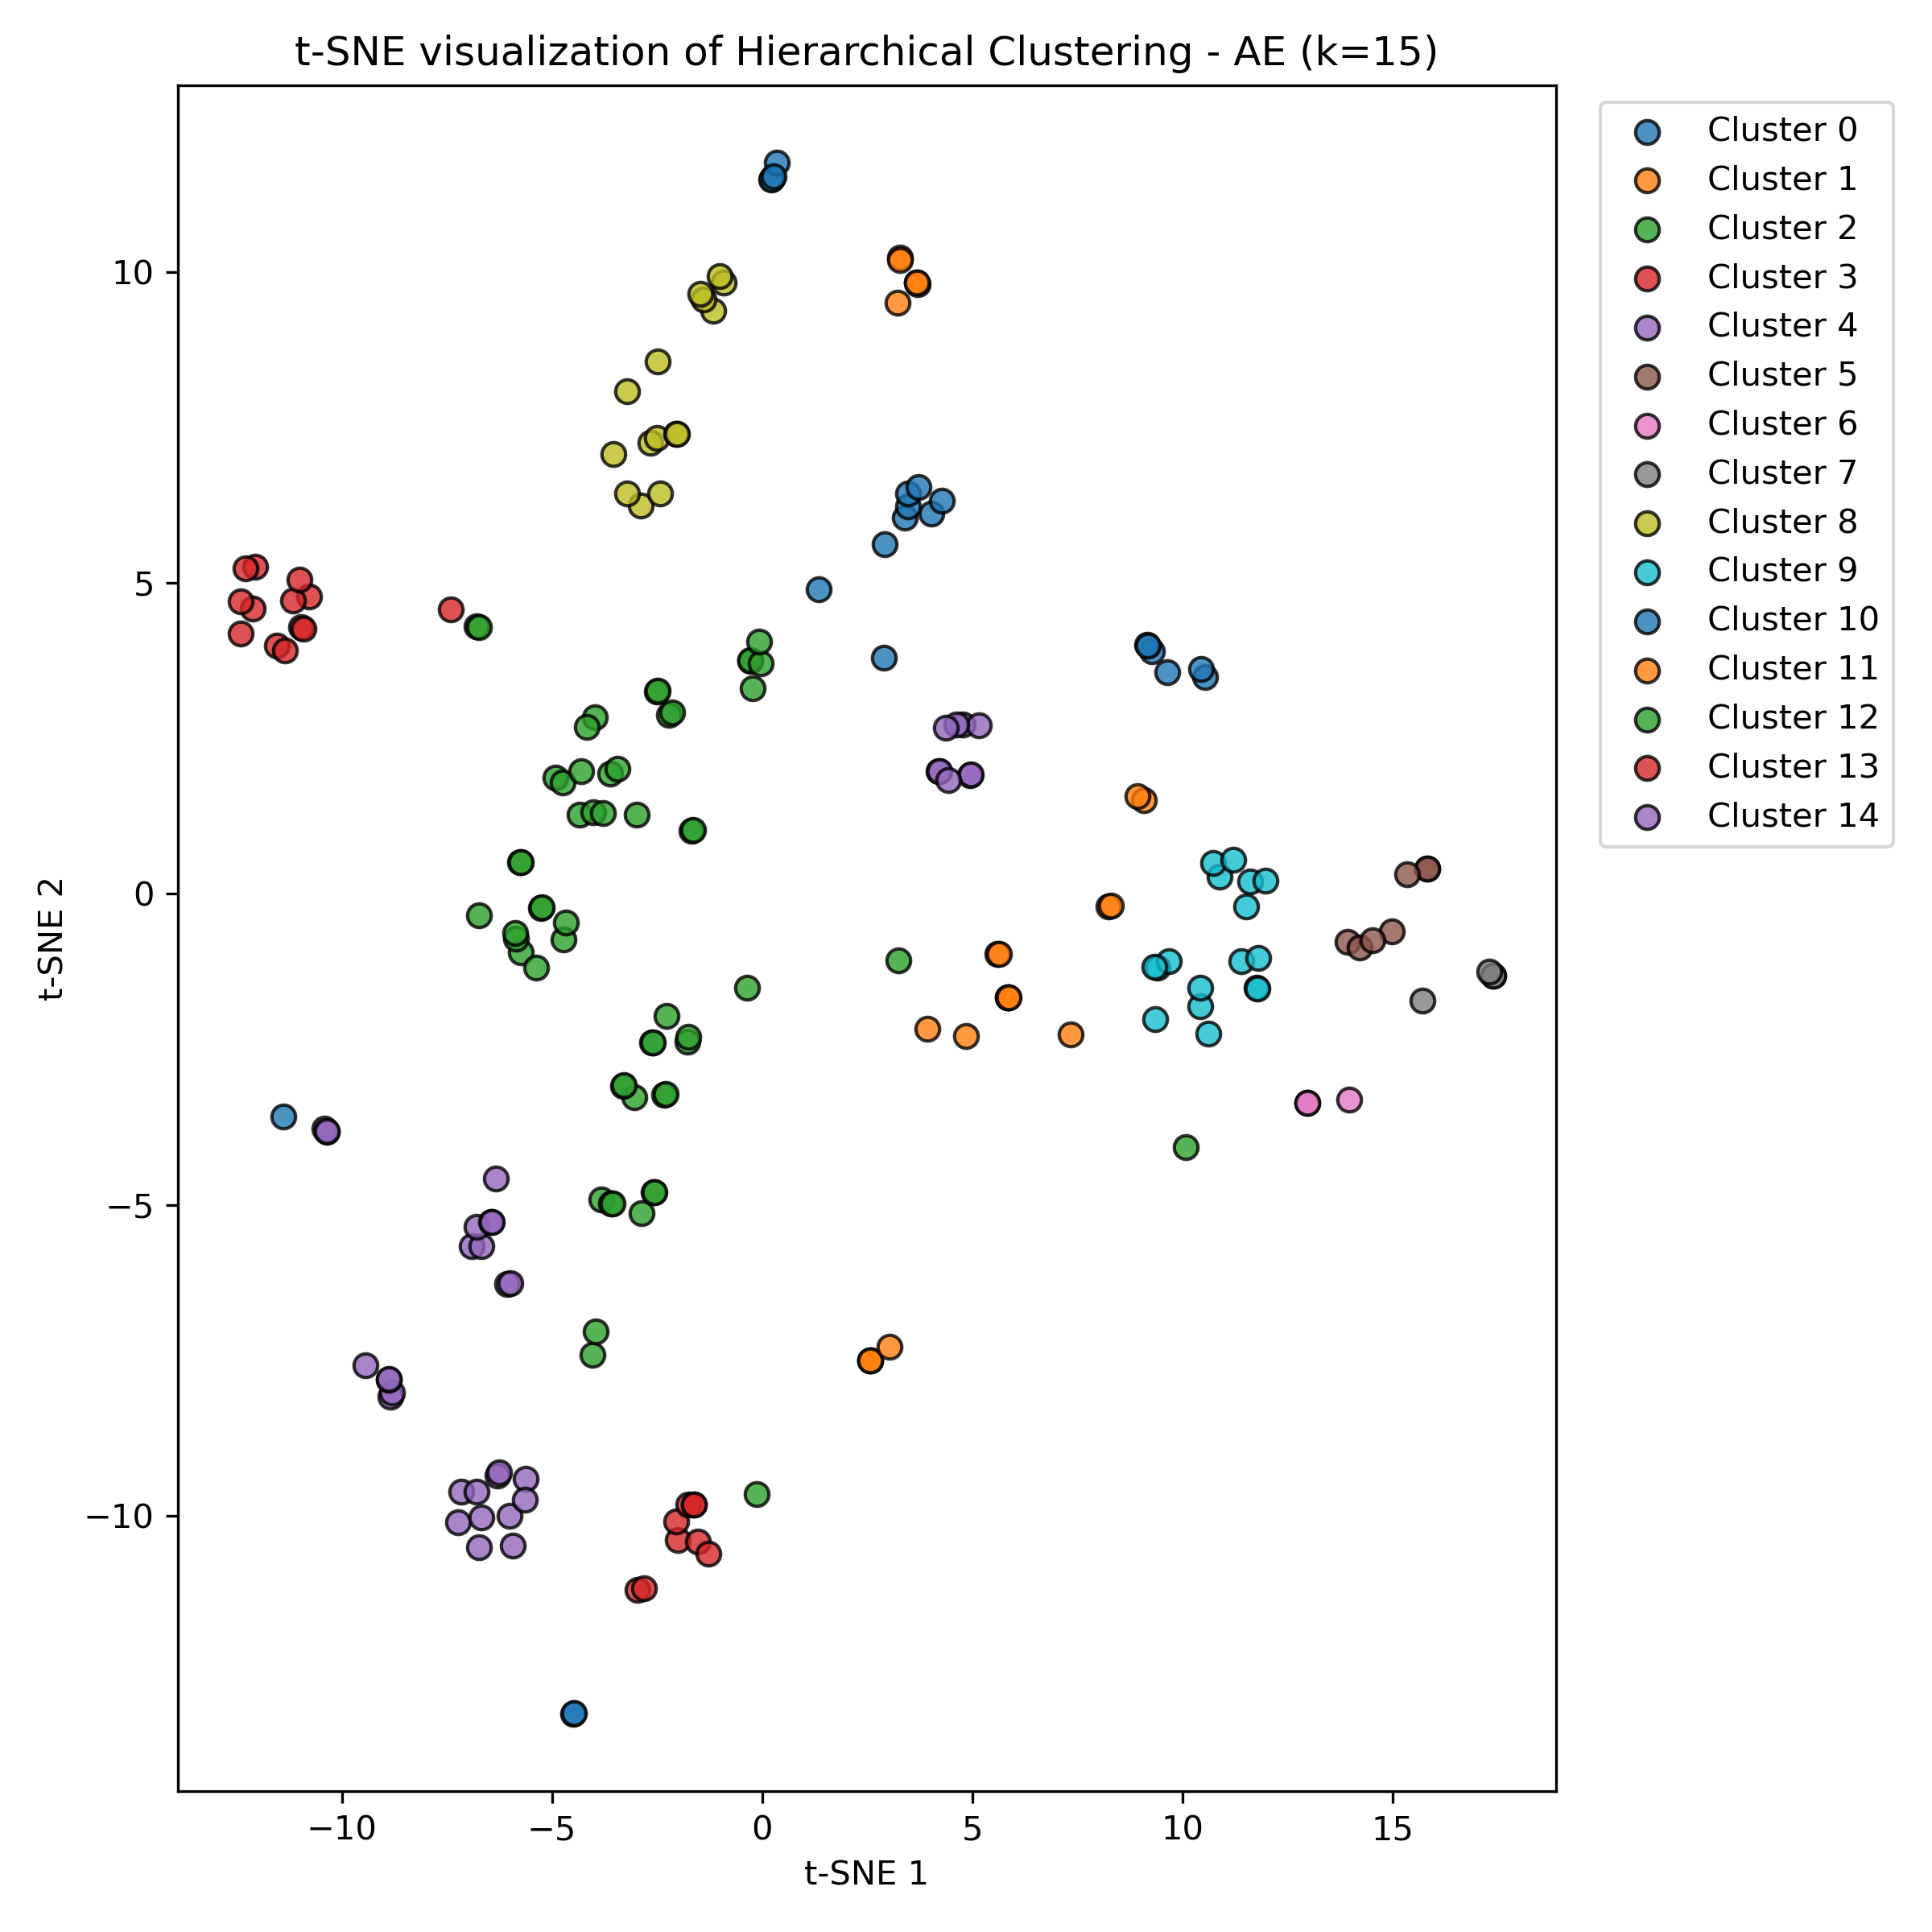 t-SNE visualization of Hierarchical Clustering - AE (k=15)
Cluster 0
Cluster 1
Cluster 2
Cluster 3
Cluster 4
Cluster 5
Cluster 6
Cluster 7
Cluster 8
Cluster 9
Cluster 10
Cluster 11
Cluster 12
Cluster 13
Cluster 14
10
5
0
−5
−10
t-SNE 2
−10
−5
0
5
10
15
t-SNE 1